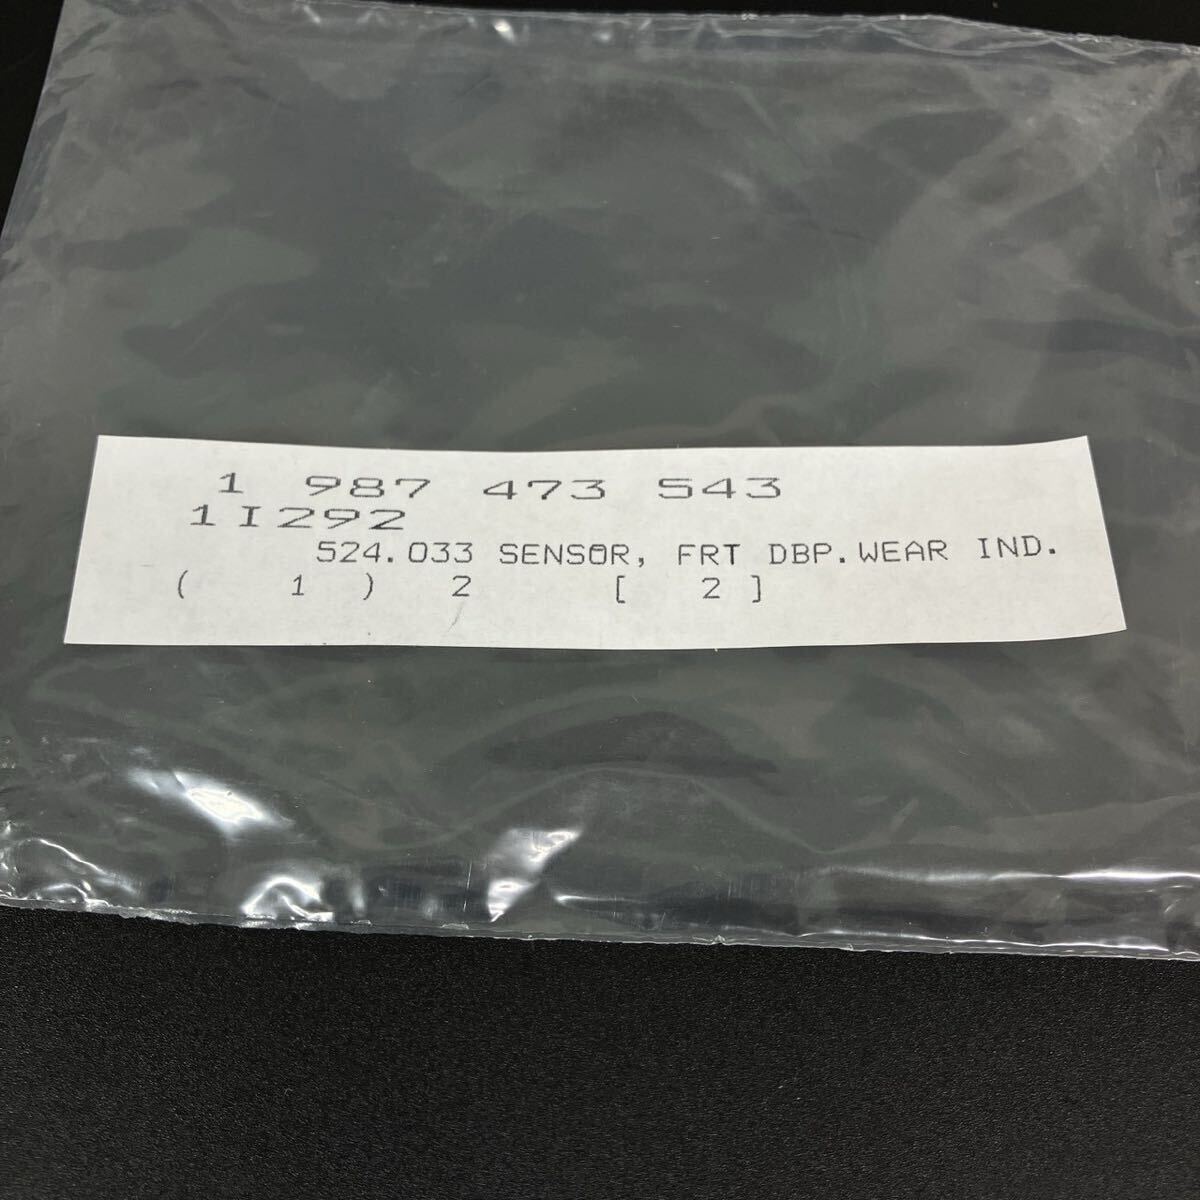 1 987 473 543
1I292
524.033 SENSOR, FRT DBP.WEAR IND.
( 1 ) 2 [ 2 ]